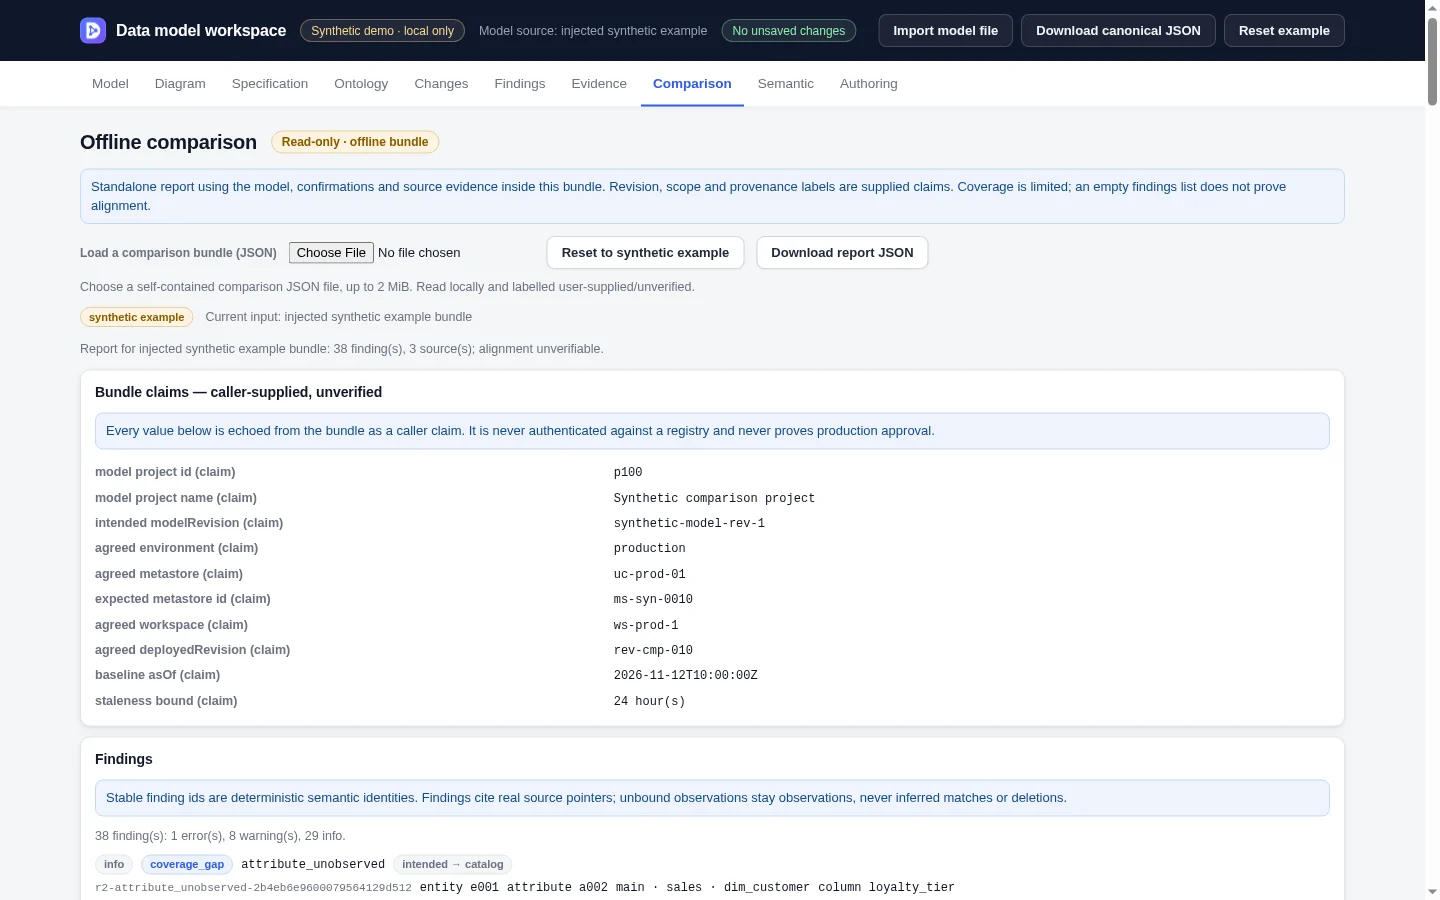 Data model workspace
Synthetic demo · local only
Model source: injected synthetic example
No unsaved changes
Import model file
Download canonical JSON
Reset example
Model
Diagram
Specification
Ontology
Changes
Findings
Evidence
Comparison
Semantic
Authoring
Offline comparison
Read-only · offline bundle
Standalone report using the model, confirmations and source evidence inside this bundle. Revision, scope and provenance labels are supplied claims. Coverage is limited; an empty findings list does not prove
alignment.
Load a comparison bundle (JSON)
Choose File No file chosen
Reset to synthetic example
Download report JSON
Choose a self-contained comparison JSON file, up to 2 MiB. Read locally and labelled user-supplied/unverified.
synthetic example
Current input: injected synthetic example bundle
Report for injected synthetic example bundle: 38 finding(s), 3 source(s); alignment unverifiable.
Bundle claims — caller-supplied, unverified
Every value below is echoed from the bundle as a caller claim. It is never authenticated against a registry and never proves production approval.
model project id (claim) p100
model project name (claim) Synthetic comparison project
intended modelRevision (claim) synthetic-model-rev-1
agreed environment (claim) production
agreed metastore (claim) uc-prod-01
expected metastore id (claim) ms-syn-0010
agreed workspace (claim) ws-prod-1
agreed deployedRevision (claim) rev-cmp-010
baseline asOf (claim) 2026-11-12T10:00:00Z
staleness bound (claim) 24 hour(s)
Findings
Stable finding ids are deterministic semantic identities. Findings cite real source pointers; unbound observations stay observations, never inferred matches or deletions.
38 finding(s): 1 error(s), 8 warning(s), 29 info.
info coverage_gap attribute_unobserved intended → catalog
r2-attribute_unobserved-2b4eb6e9600079564129d512 entity e001 attribute a002 main · sales · dim_customer column loyalty_tier